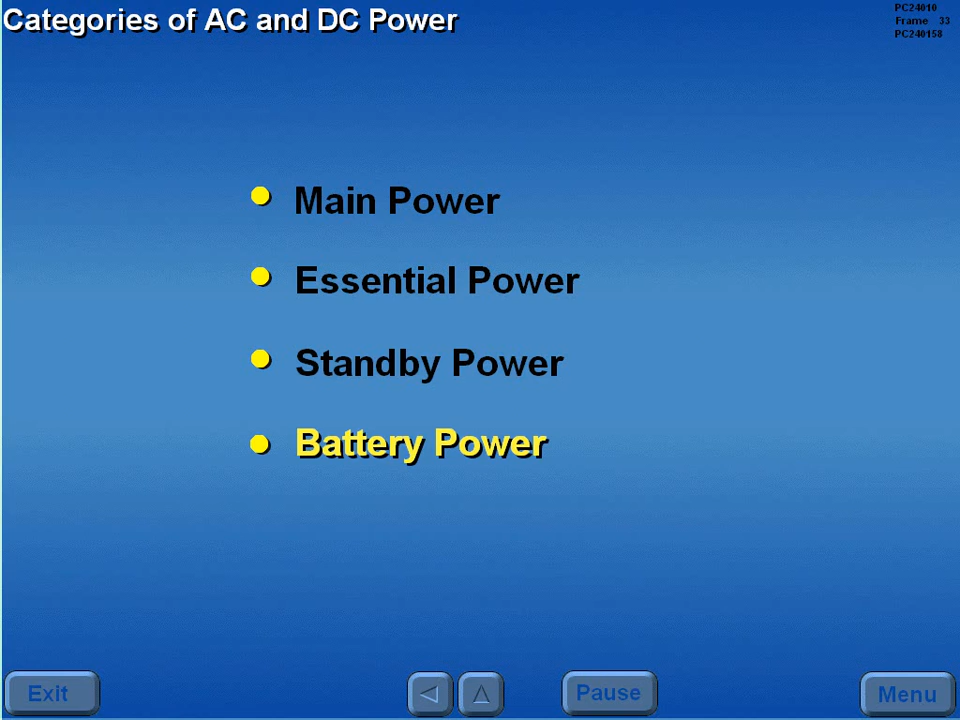 Categories of AC and DC Power
PC24010
Frame 33
PC240158
Main Power
Essential Power
Standby Power
Battery Power
Exit
Pause
Menu